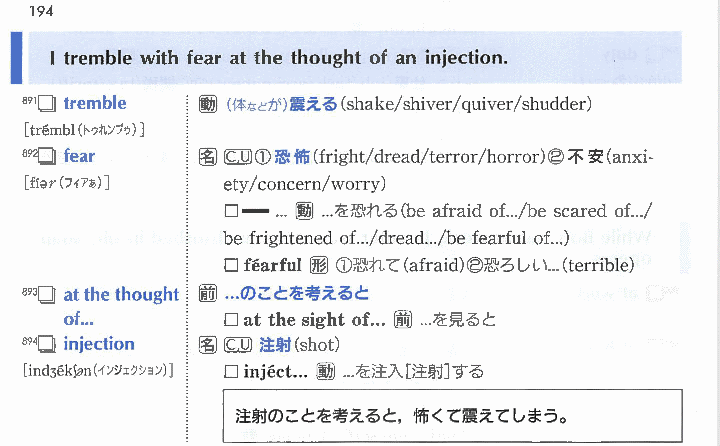 194
I tremble with fear at the thought of an injection.
891 □ tremble 動 (体などが)震える(shake/shiver/quiver/shudder)
[trémbl(トゥれンブゥ)]
892 □ fear 名 C,U ①恐怖(fright/dread/terror/horror)②不安(anxi-
[fíər(フィアぁ)] ety/concern/worry)
□ ━ ... 動 ...を恐れる(be afraid of.../be scared of.../
be frightened of.../dread.../be fearful of...)
□ féarful 形 ①恐れて(afraid)②恐ろしい...(terrible)
893 □ at the thought 前 ...のことを考えると
of... □ at the sight of... 前 ...を見ると
894 □ injection 名 C,U 注射(shot)
[indʒékʃən(インヂェクション)] □ injéct... 動 ...を注入[注射]する
注射のことを考えると，怖くて震えてしまう。